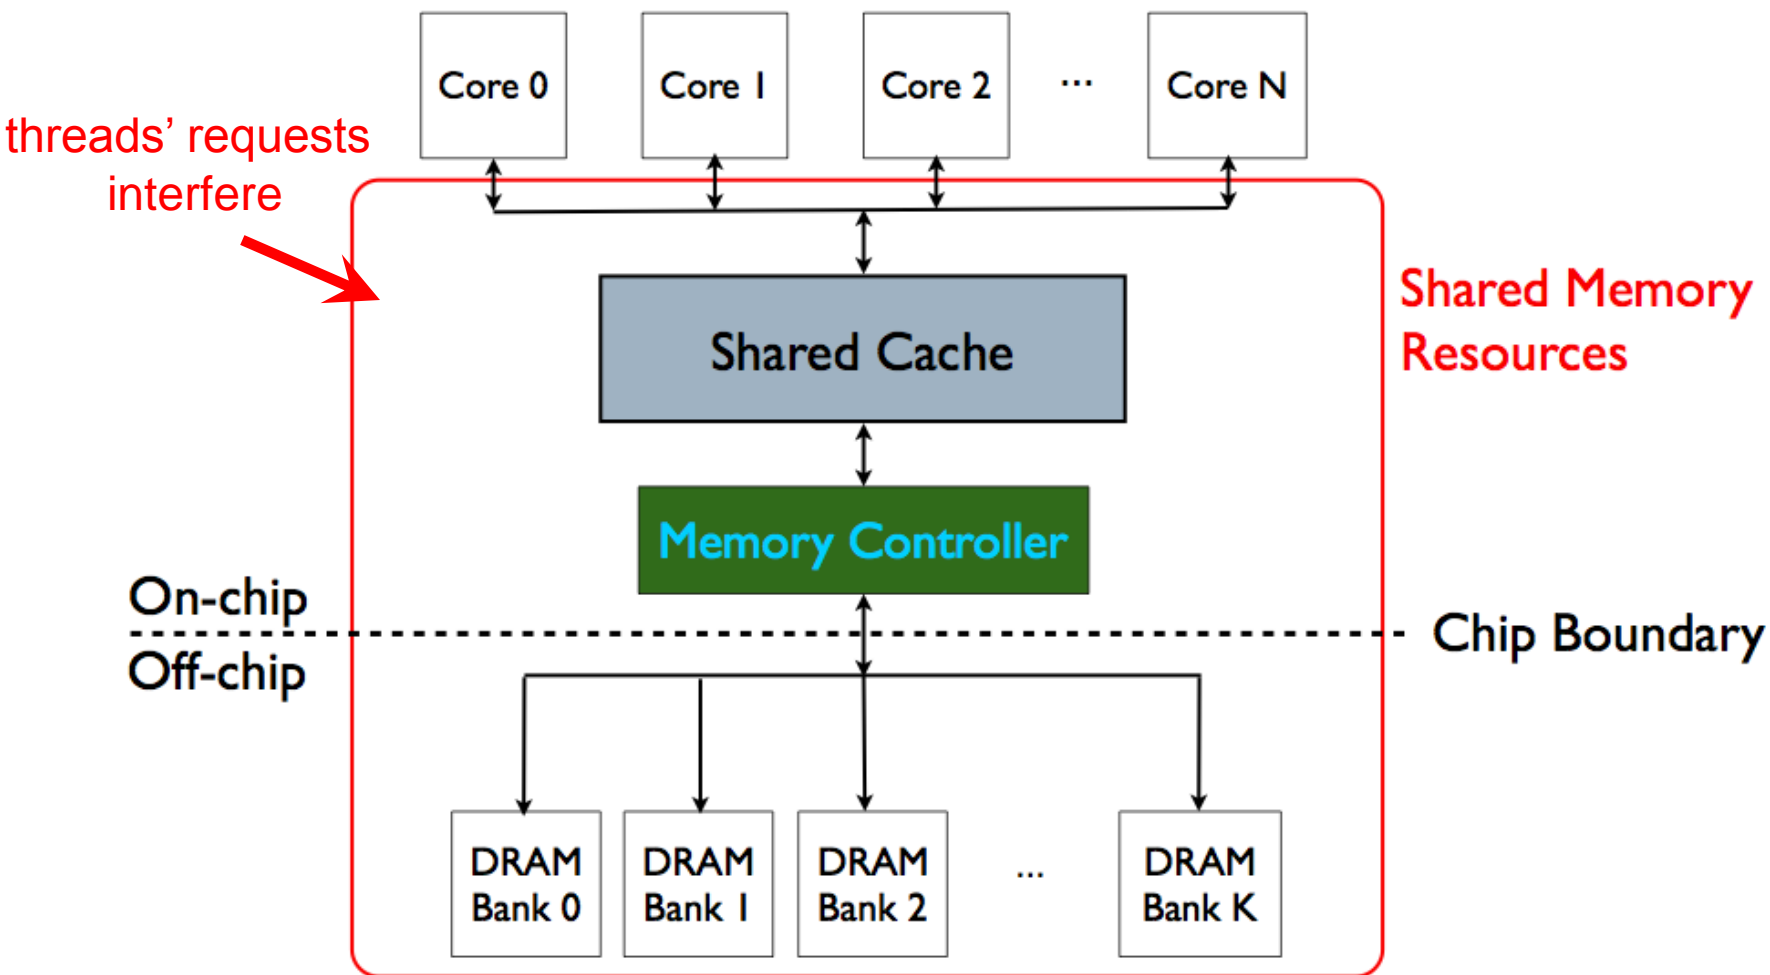 Core 0
Core 1
Core 2
...
Core N
threads’ requests
interfere
Shared Cache
Shared Memory
Resources
Memory Controller
On-chip
Off-chip
Chip Boundary
DRAM
Bank 0
DRAM
Bank 1
DRAM
Bank 2
...
DRAM
Bank K